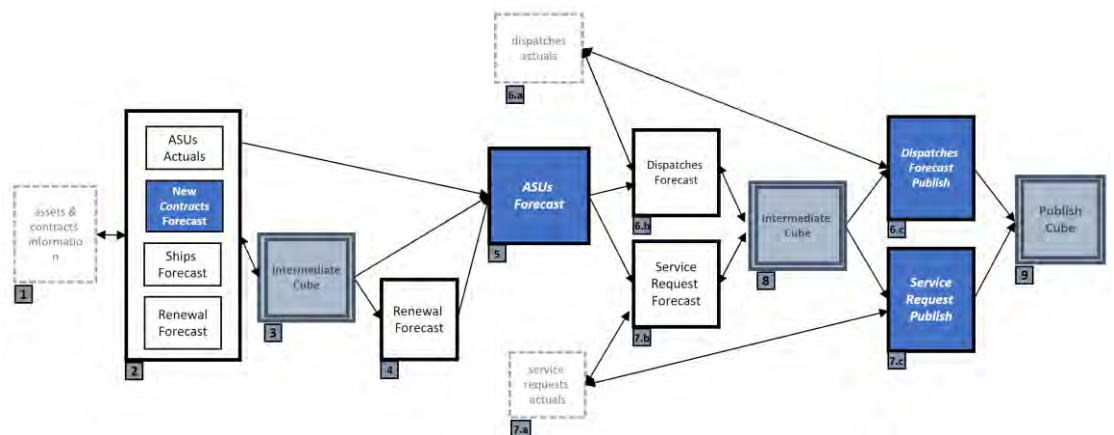 dispatches
actuals
6.a
ASUs
Actuals
New
Contracts
Forecast
Ships
Forecast
Renewal
Forecast
2
assets &
contracts
informatio
n
1
Intermediate
Cube
3
Renewal
Forecast
4
ASUs
Forecast
5
Dispatches
Forecast
6.b
Service
Request
Forecast
7.b
service
requests
actuals
7.a
Intermediate
Cube
8
Dispatches
Forecast
Publish
6.c
Service
Request
Publish
7.c
Publish
Cube
9